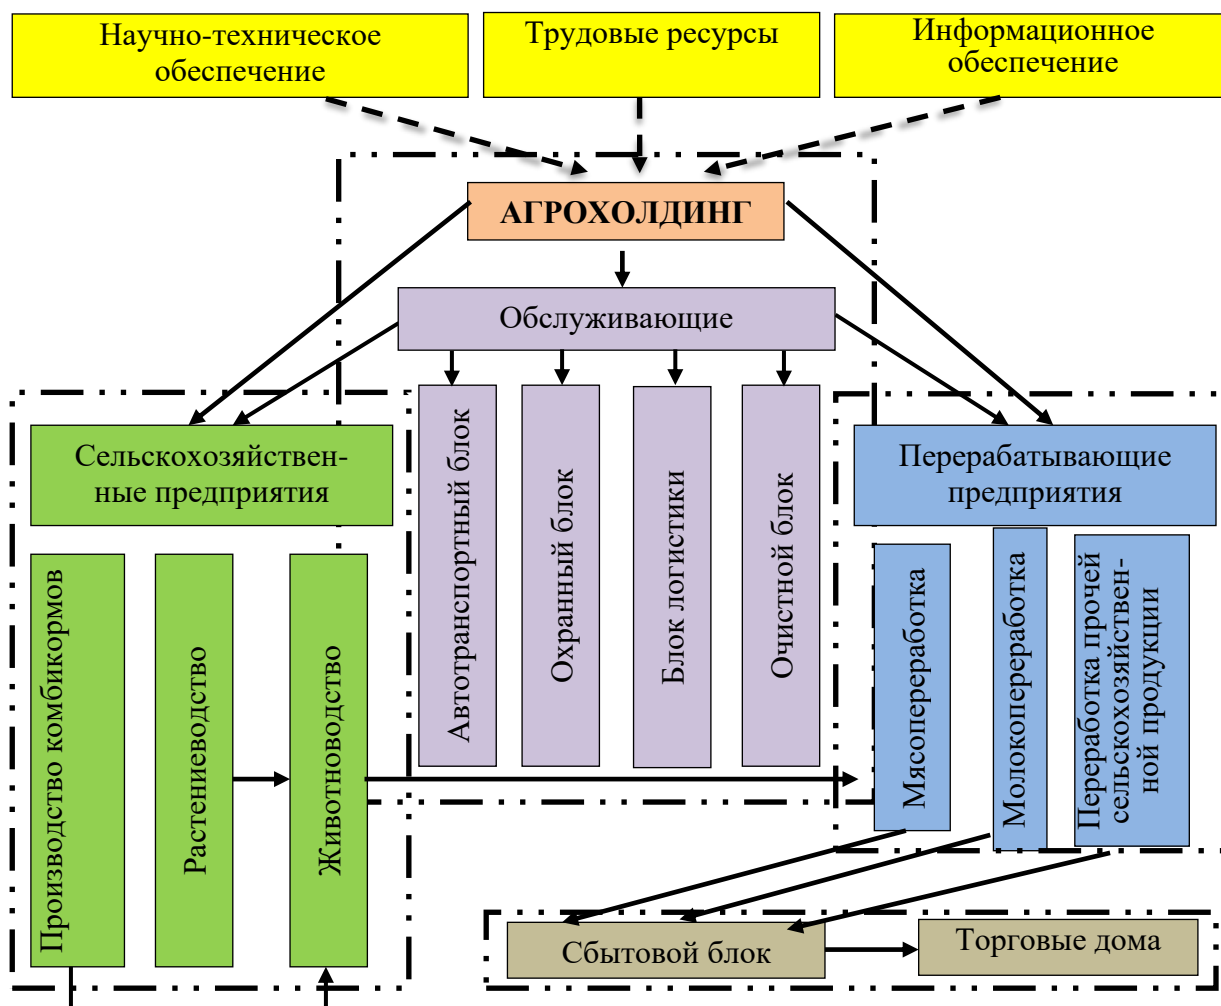 Научно-техническое
обеспечение
Трудовые ресурсы
Информационное
обеспечение
АГРОХОЛДИНГ
Обслуживающие
Сельскохозяйствен-
ные предприятия
Автотранспортный блок
Охранный блок
Блок логистики
Очистной блок
Перерабатывающие
предприятия
Производство комбикормов
Растениеводство
Животноводство
Мясопереработка
Молокопереработка
Переработка прочей
сельскохозяйствен-
ной продукции
Сбытовой блок
Торговые дома